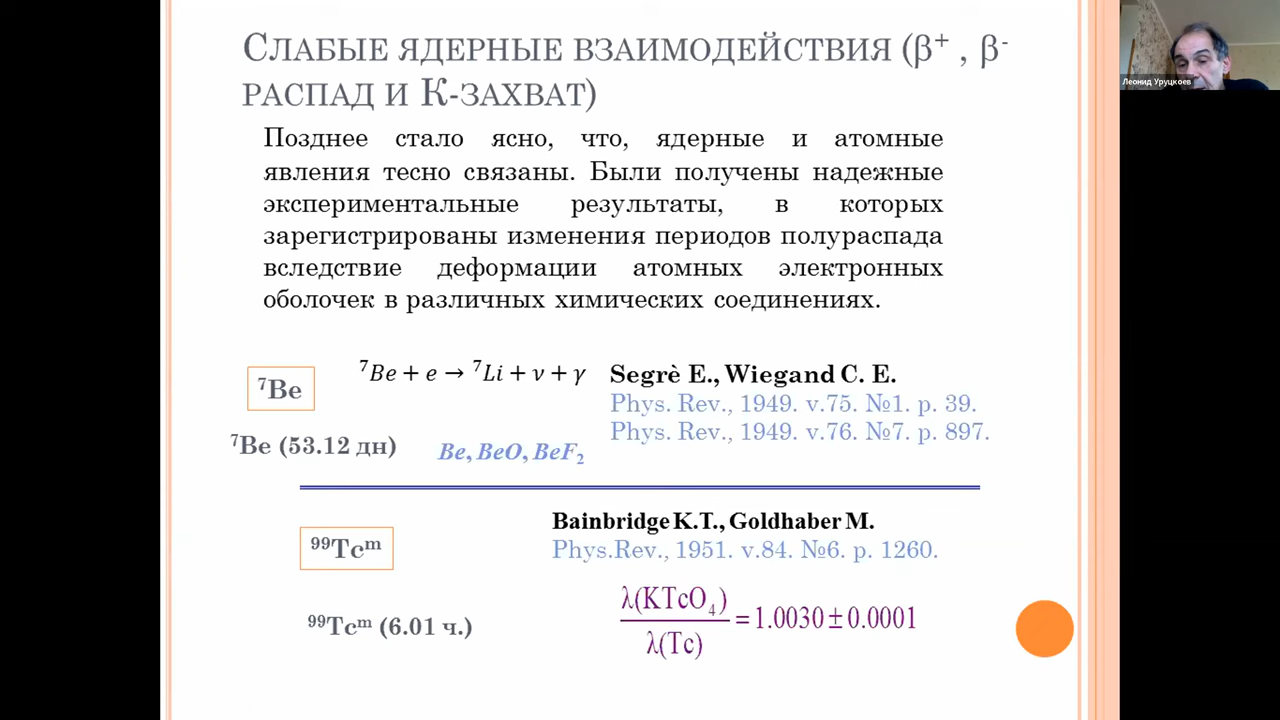 Слабые ядерные взаимодействия (β⁺ , β⁻
распад и К-захват)
Леонид Уруцкоев
Позднее стало ясно, что, ядерные и атомные
явления тесно связаны. Были получены надежные
экспериментальные результаты, в которых
зарегистрированы изменения периодов полураспада
вследствие деформации атомных электронных
оболочек в различных химических соединениях.
⁷Be
⁷Be + e → ⁷Li + ν + γ
Segrè E., Wiegand C. E.
Phys. Rev., 1949. v.75. №1. p. 39.
Phys. Rev., 1949. v.76. №7. p. 897.
⁷Be (53.12 дн)
Be, BeO, BeF₂
Bainbridge K.T., Goldhaber M.
Phys.Rev., 1951. v.84. №6. p. 1260.
⁹⁹Tcᵐ
⁹⁹Tcᵐ (6.01 ч.)
λ(KTcO₄)
λ(Tc)
= 1.0030 ± 0.0001